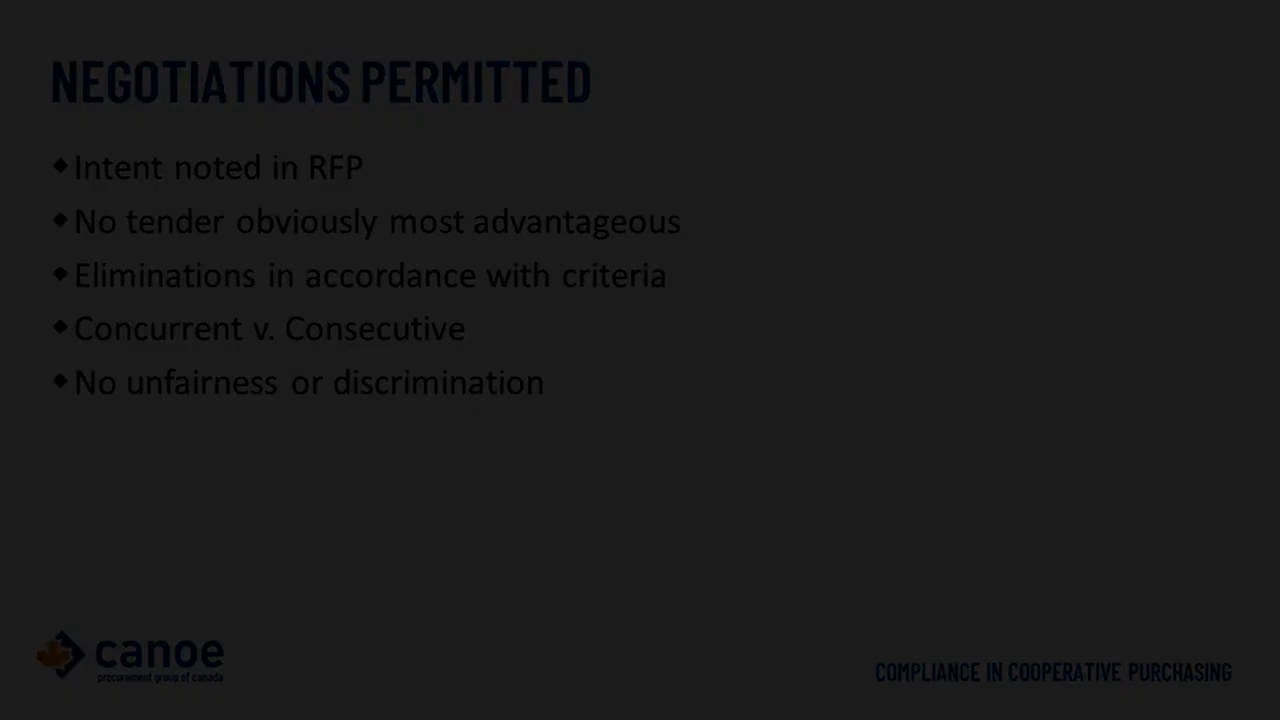 NEGOTIATIONS PERMITTED
◆Intent noted in RFP
◆No tender obviously most advantageous
◆Eliminations in accordance with criteria
◆Concurrent v. Consecutive
◆No unfairness or discrimination
canoe
procurement group of canada
COMPLIANCE IN COOPERATIVE PURCHASING